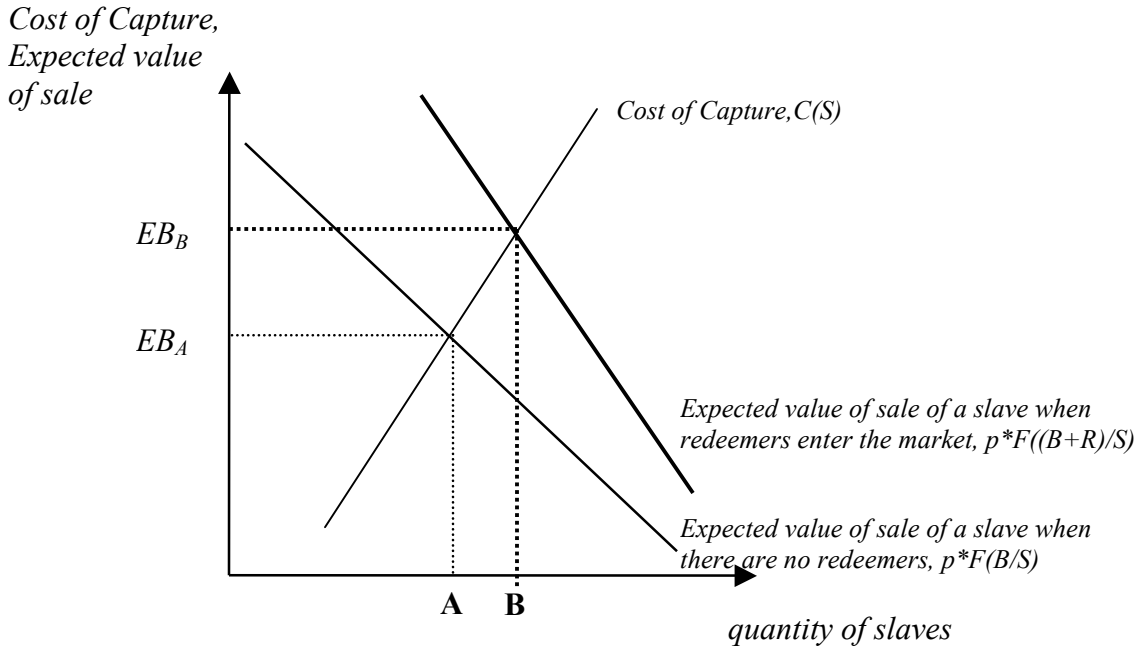 Cost of Capture,
Expected value
of sale
Cost of Capture,C(S)
EB_B
EB_A
Expected value of sale of a slave when
redeemers enter the market, p*F((B+R)/S)
Expected value of sale of a slave when
there are no redeemers, p*F(B/S)
A
B
quantity of slaves